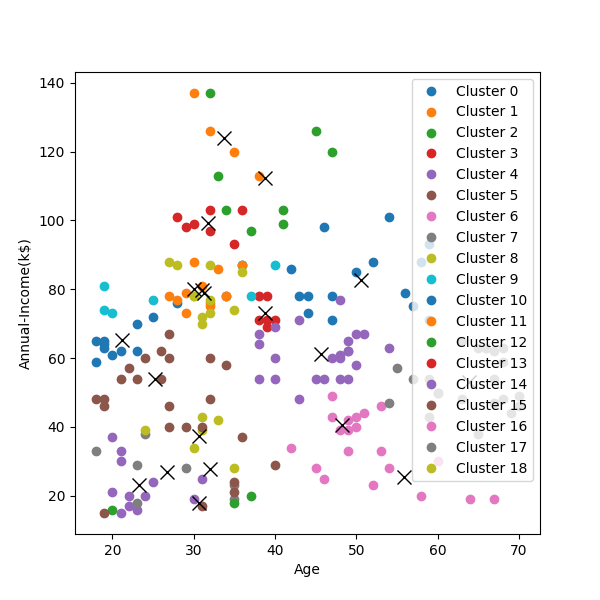 140
120
100
80
60
40
20
Annual-Income(k$)
20 30 40 50 60 70
Age
Cluster 0
Cluster 1
Cluster 2
Cluster 3
Cluster 4
Cluster 5
Cluster 6
Cluster 7
Cluster 8
Cluster 9
Cluster 10
Cluster 11
Cluster 12
Cluster 13
Cluster 14
Cluster 15
Cluster 16
Cluster 17
Cluster 18